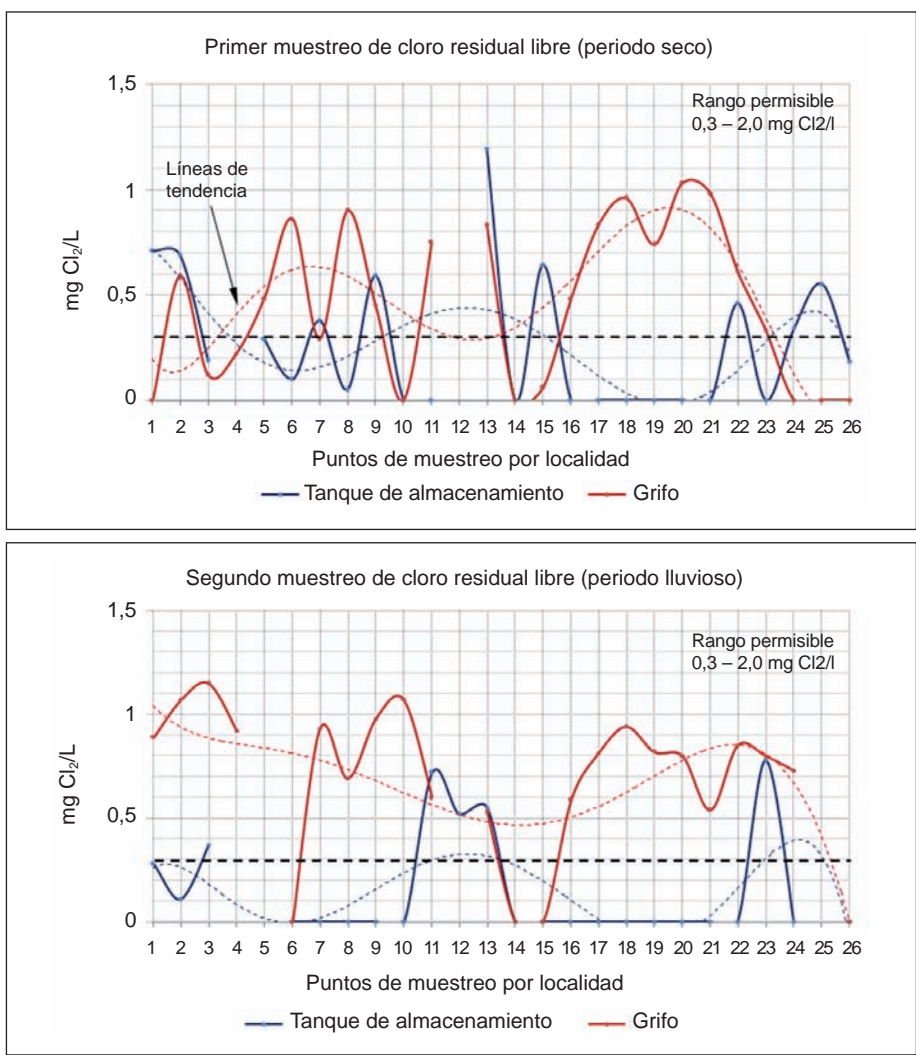 Primer muestreo de cloro residual libre (periodo seco)
1,5
Rango permisible
0,3 – 2,0 mg Cl2/l
Líneas de
tendencia
1
mg Cl₂/L
0,5
0
1 2 3 4 5 6 7 8 9 10 11 12 13 14 15 16 17 18 19 20 21 22 23 24 25 26
Puntos de muestreo por localidad
Tanque de almacenamiento Grifo
Segundo muestreo de cloro residual libre (periodo lluvioso)
1,5
Rango permisible
0,3 – 2,0 mg Cl2/l
1
mg Cl₂/L
0,5
0
1 2 3 4 5 6 7 8 9 10 11 12 13 14 15 16 17 18 19 20 21 22 23 24 25 26
Puntos de muestreo por localidad
Tanque de almacenamiento Grifo